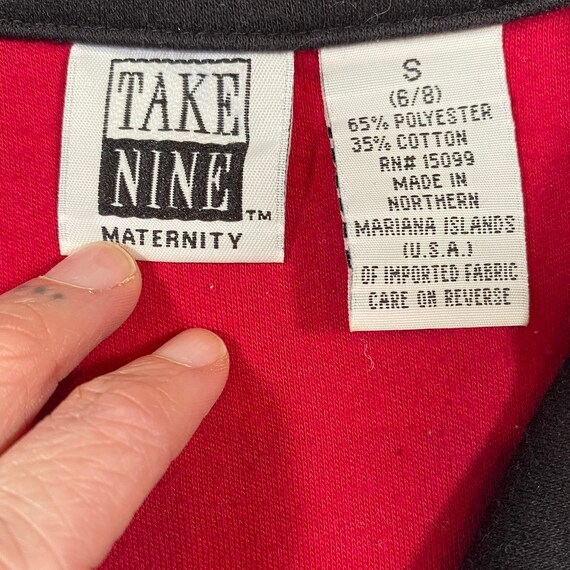 TAKE
NINE
TM
MATERNITY
S
(6/8)
65% POLYESTER
35% COTTON
RN# 15099
MADE IN
NORTHERN
MARIANA ISLANDS
(U.S.A.)
OF IMPORTED FABRIC
CARE ON REVERSE